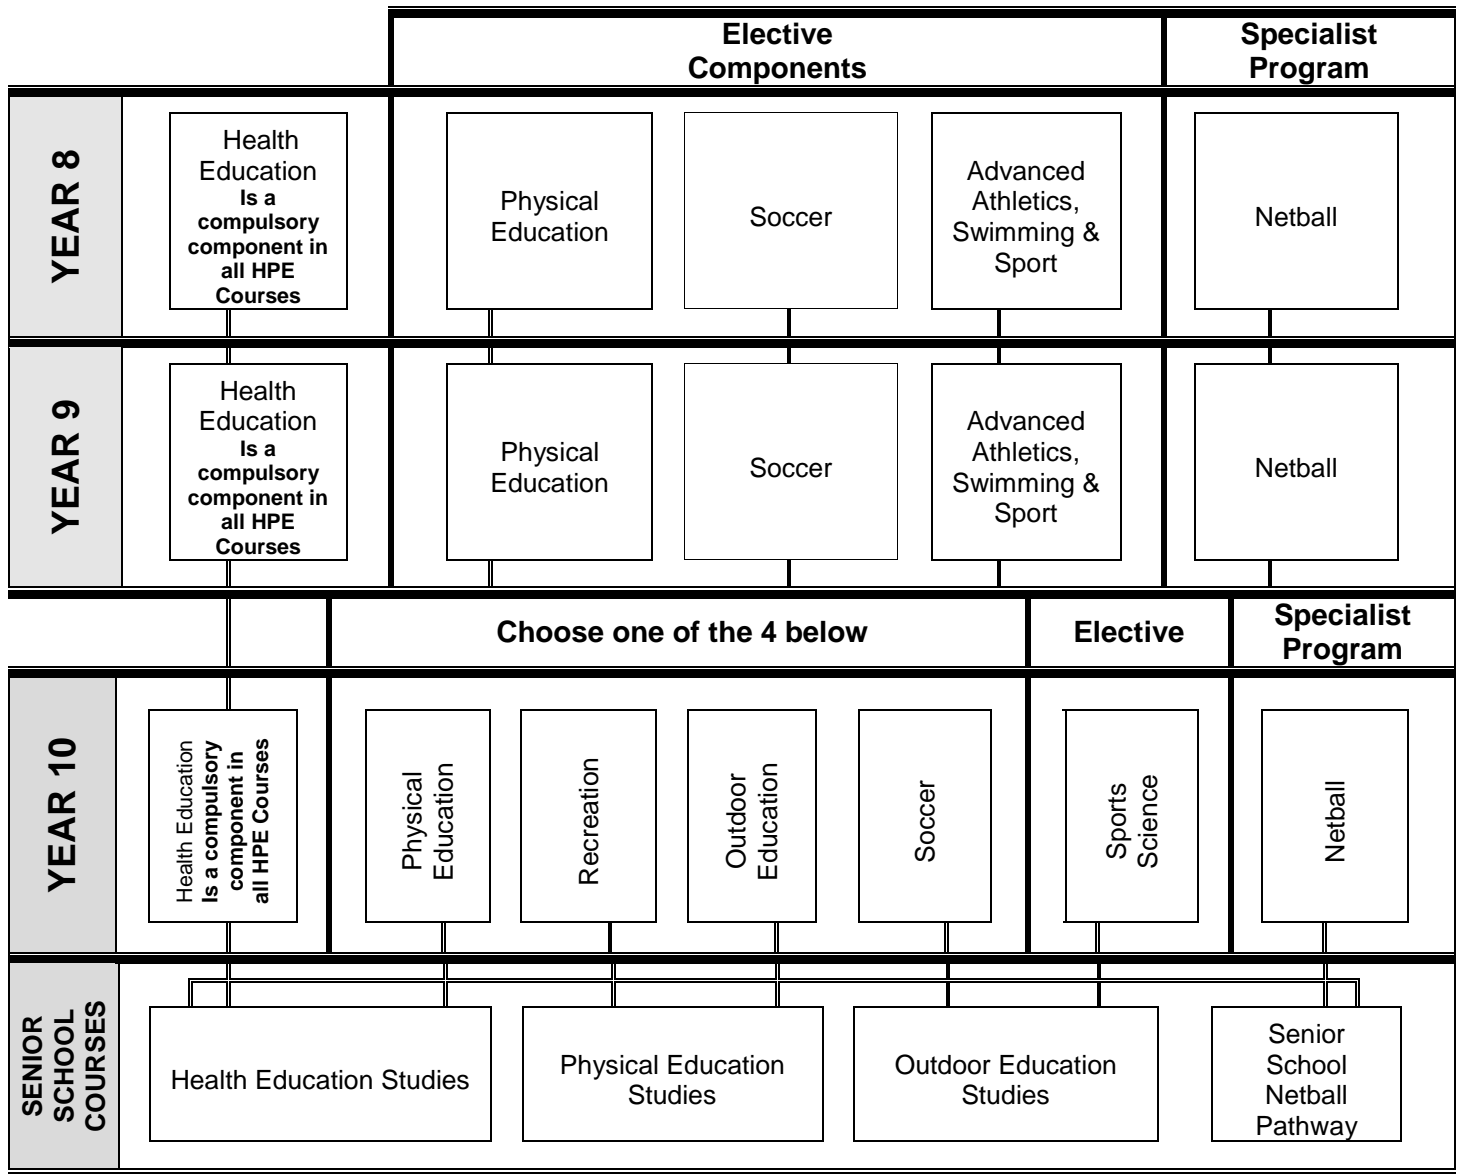 Elective
Components
Specialist
Program
YEAR 8
Health
Education
Is a
compulsory
component in
all HPE
Courses
Physical
Education
Soccer
Advanced
Athletics,
Swimming &
Sport
Netball
YEAR 9
Health
Education
Is a
compulsory
component in
all HPE
Courses
Physical
Education
Soccer
Advanced
Athletics,
Swimming &
Sport
Netball
Choose one of the 4 below
Elective
Specialist
Program
YEAR 10
Health Education
Is a compulsory
component in
all HPE Courses
Physical
Education
Recreation
Outdoor
Education
Soccer
Sports
Science
Netball
SENIOR
SCHOOL
COURSES
Health Education Studies
Physical Education
Studies
Outdoor Education
Studies
Senior
School
Netball
Pathway